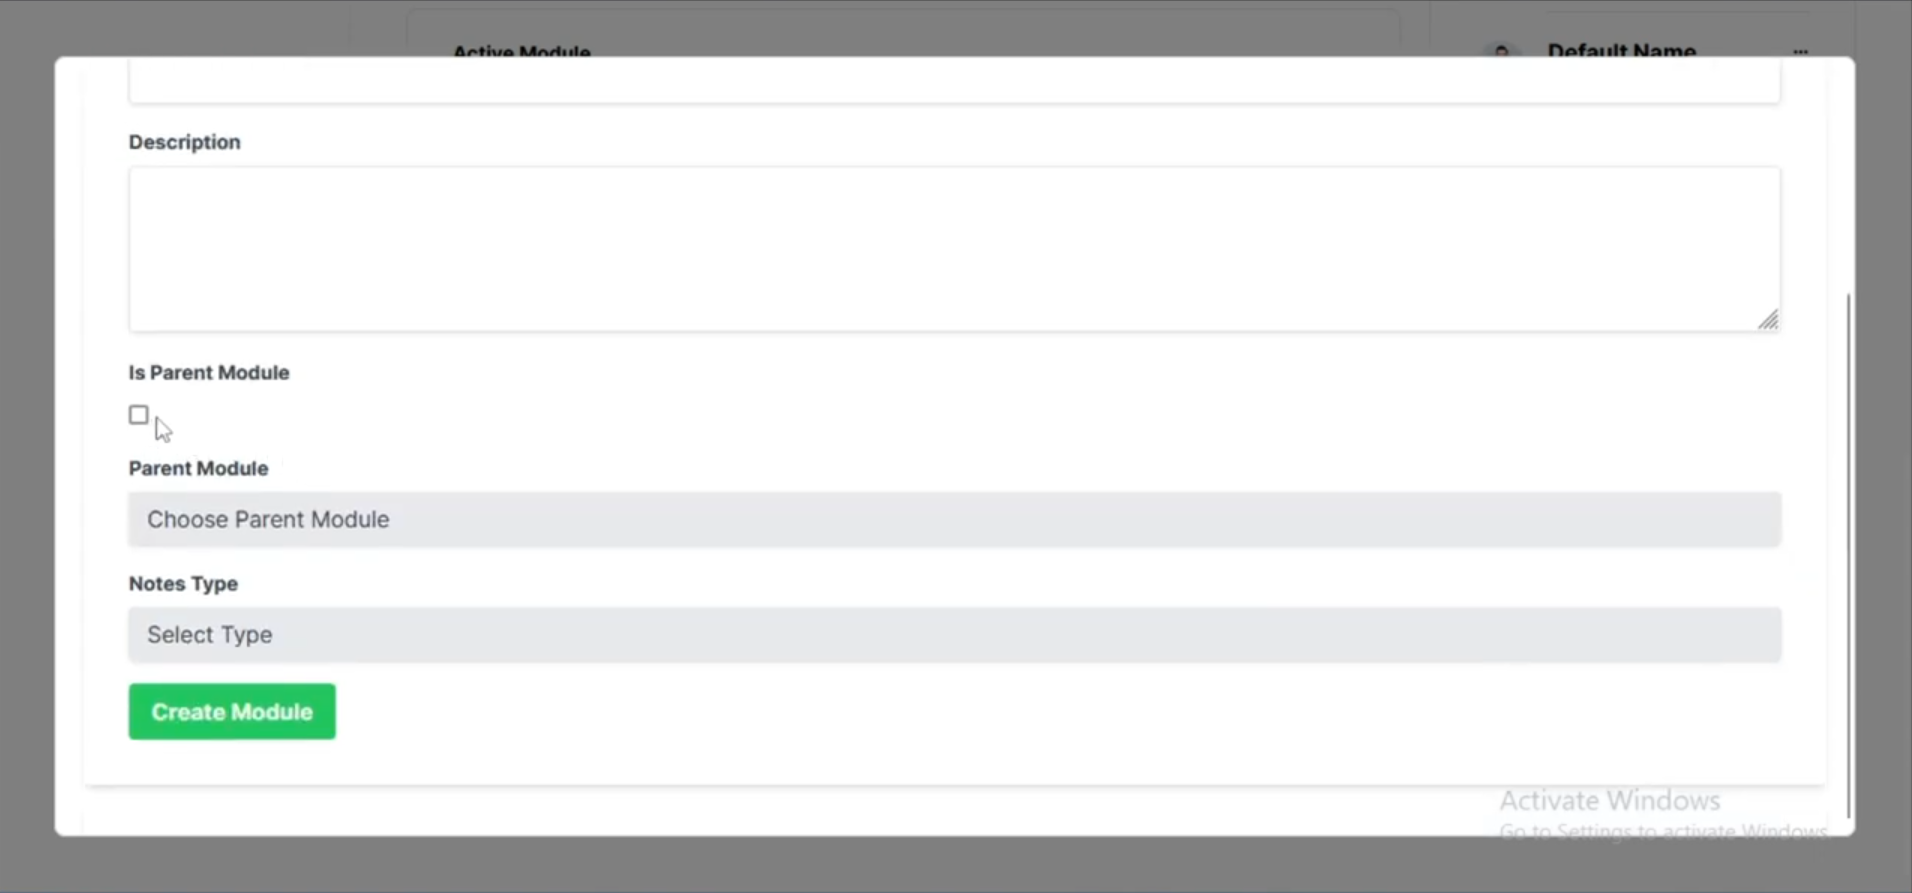 Active Module
Default Name
Description
Is Parent Module
Parent Module
Choose Parent Module
Notes Type
Select Type
Create Module
Activate Windows
Go to Settings to activate Windows